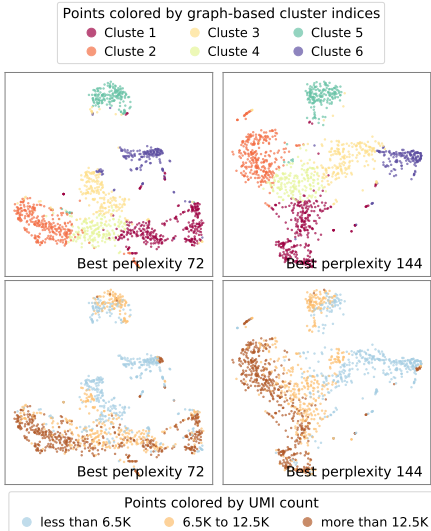 Points colored by graph-based cluster indices
Cluste 1 Cluste 3 Cluste 5
Cluste 2 Cluste 4 Cluste 6
Best perplexity 72 Best perplexity 144
Best perplexity 72 Best perplexity 144
Points colored by UMI count
less than 6.5K 6.5K to 12.5K more than 12.5K